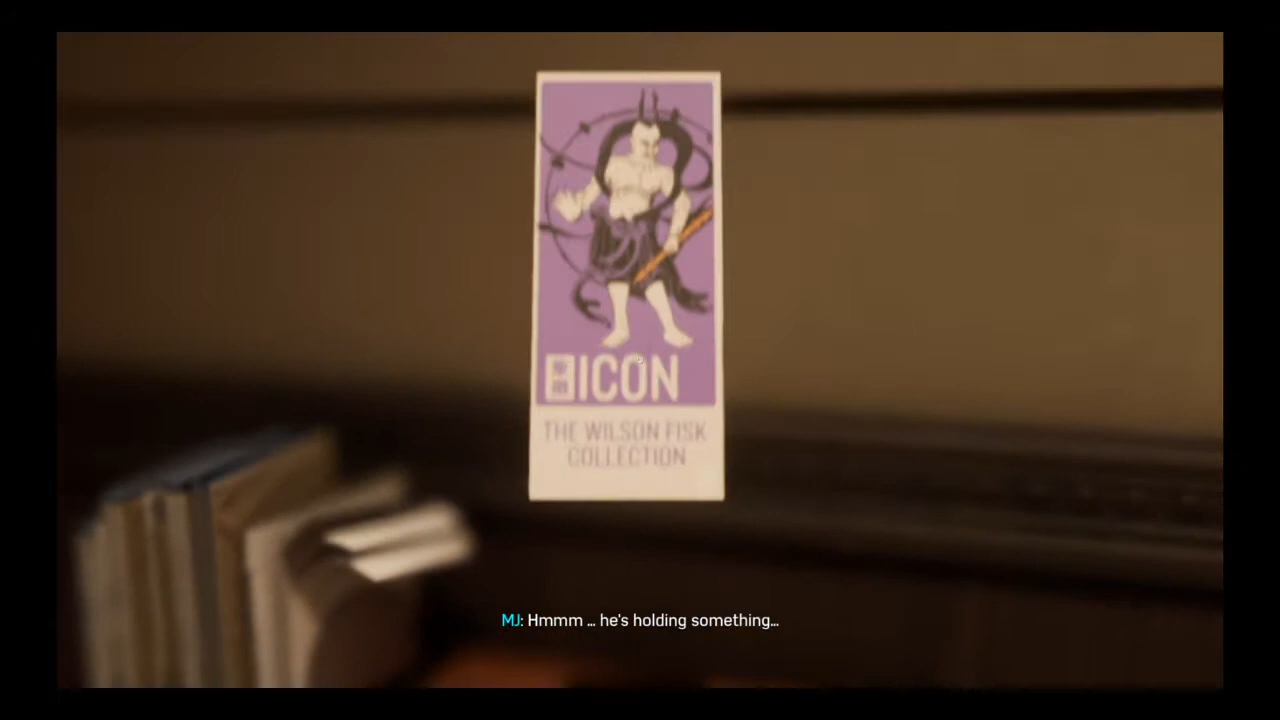 ICON
THE WILSON FISK
COLLECTION
MJ: Hmmm ... he's holding something...